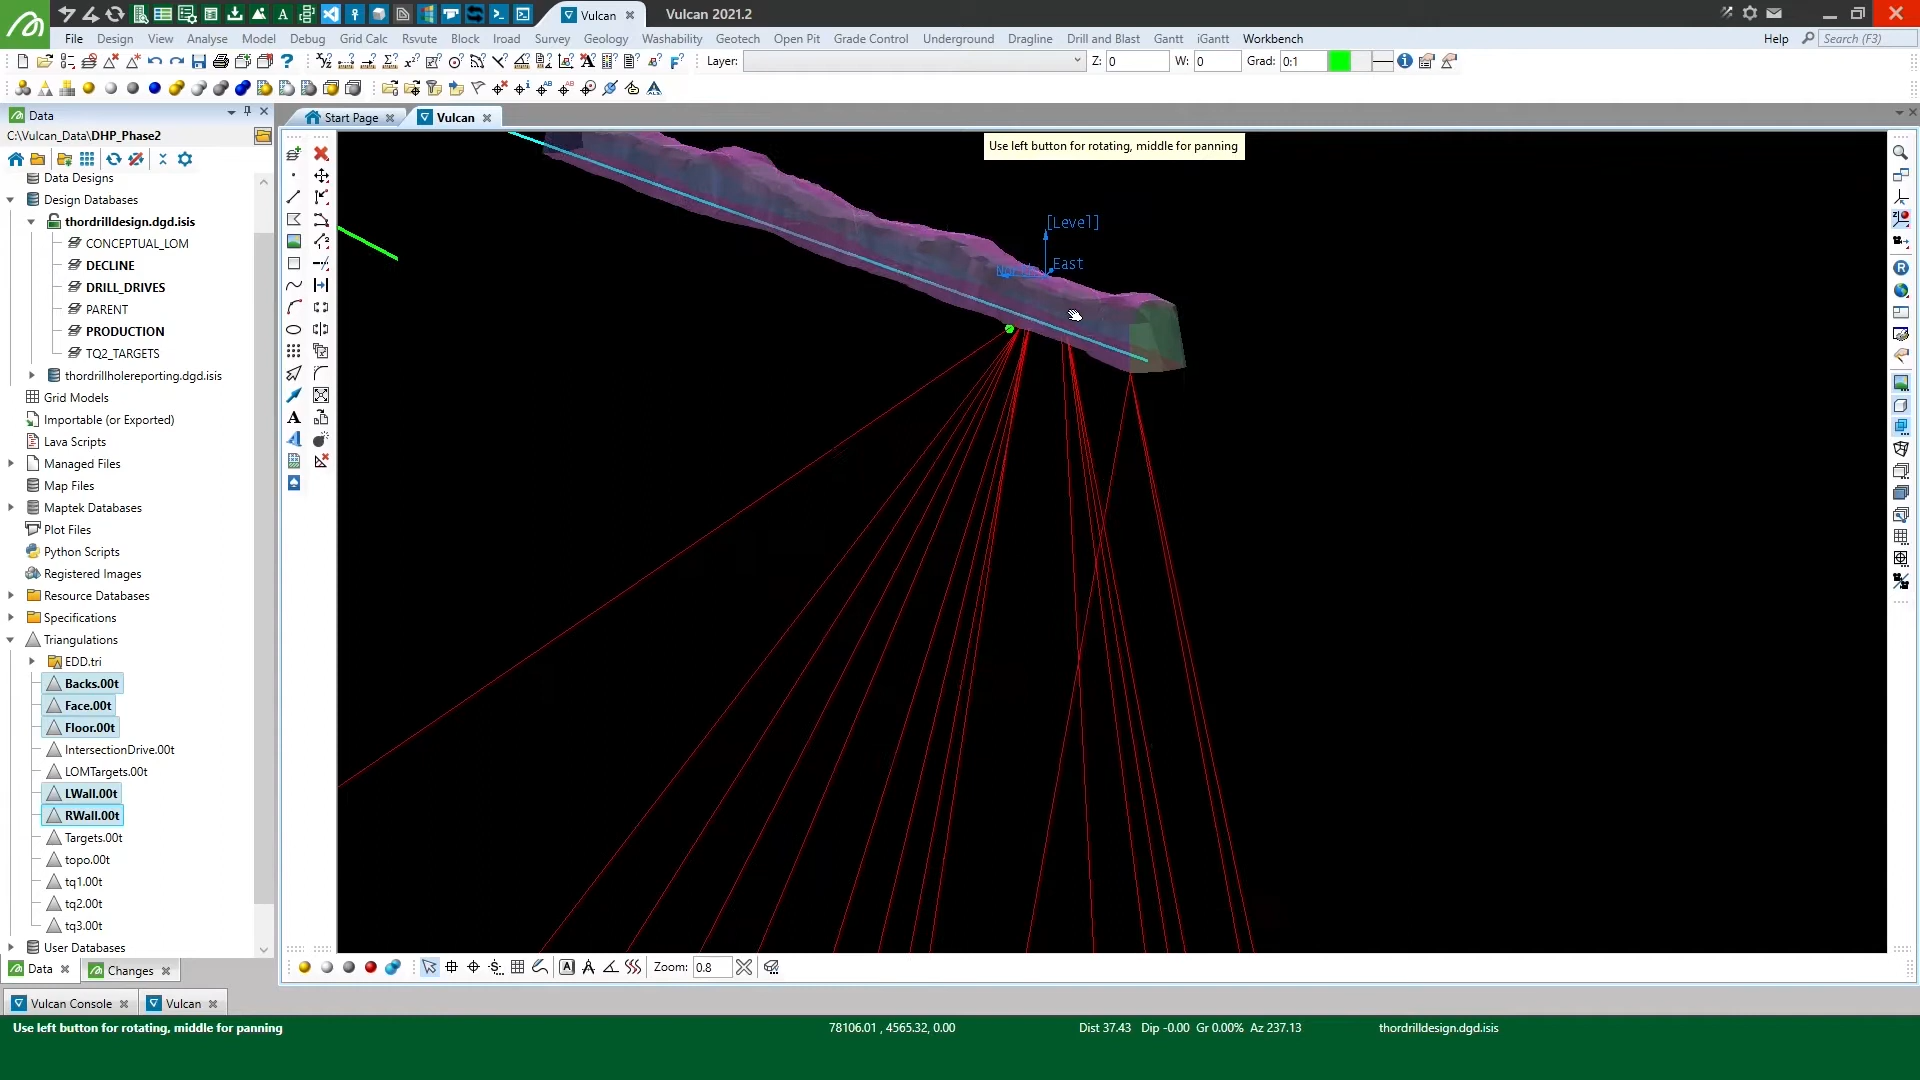 Vulcan
Vulcan 2021.2
File Design View Analyse Model Debug Grid Calc Rsvute Block Iroad Survey Geology Washability Geotech Open Pit Grade Control Underground Dragline Drill and Blast Gantt iGantt Workbench Help Search (F3)
Layer: Z: 0 W: 0 Grad: 0:1
Data
C:\Vulcan_Data\DHP_Phase2
Start Page Vulcan
Use left button for rotating, middle for panning
Data Designs
Design Databases
thordrilldesign.dgd.isis
CONCEPTUAL_LOM
DECLINE
DRILL_DRIVES
PARENT
PRODUCTION
TQ2_TARGETS
thordrillholereporting.dgd.isis
Grid Models
Importable (or Exported)
Lava Scripts
Managed Files
Map Files
Maptek Databases
Plot Files
Python Scripts
Registered Images
Resource Databases
Specifications
Triangulations
EDD.tri
Backs.00t
Face.00t
Floor.00t
IntersectionDrive.00t
LOMTargets.00t
LWall.00t
RWall.00t
Targets.00t
topo.00t
tq1.00t
tq2.00t
tq3.00t
User Databases
[Level]
East
Data Changes
Zoom: 0.8
Vulcan Console Vulcan
Use left button for rotating, middle for panning
78106.01 , 4565.32, 0.00
Dist 37.43 Dip -0.00 Gr 0.00% Az 237.13
thordrilldesign.dgd.isis